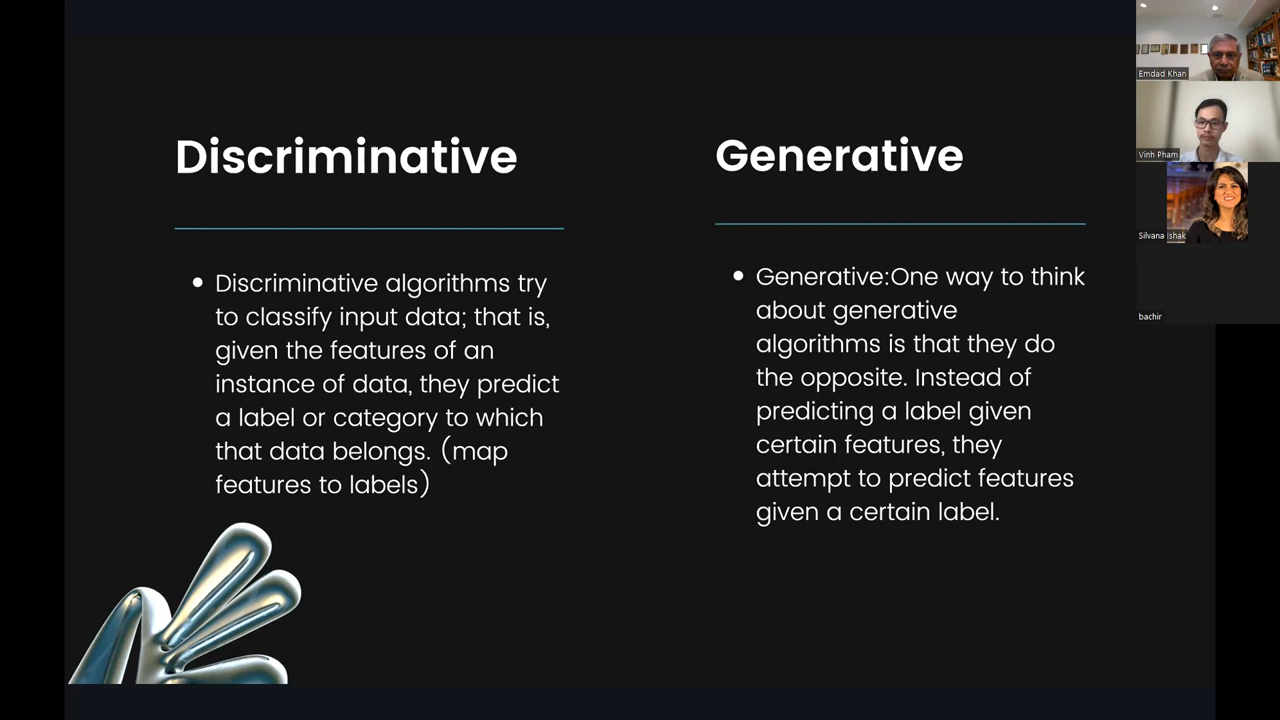 Discriminative
Discriminative algorithms try
to classify input data; that is,
given the features of an
instance of data, they predict
a label or category to which
that data belongs. (map
features to labels)
Generative
Generative:One way to think
about generative
algorithms is that they do
the opposite. Instead of
predicting a label given
certain features, they
attempt to predict features
given a certain label.
Emdad Khan
Vinh Pham
Silvana Ishak
bachir